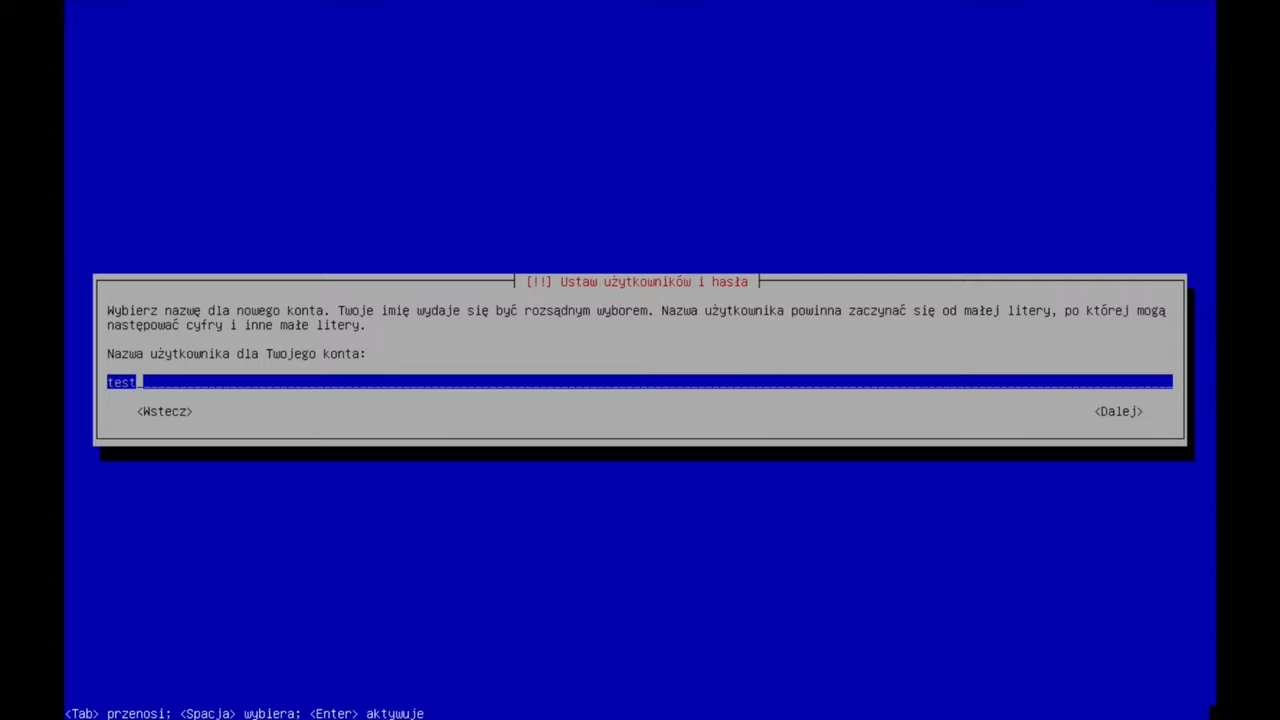 [!!] Ustaw użytkowników i hasła
Wybierz nazwę dla nowego konta. Twoje imię wydaje się być rozsądnym wyborem. Nazwa użytkownika powinna zaczynać się od małej litery, po której mogą
następować cyfry i inne małe litery.
Nazwa użytkownika dla Twojego konta:
test
<Wstecz> <Dalej>
<Tab> przenosi; <Spacja> wybiera; <Enter> aktywuje